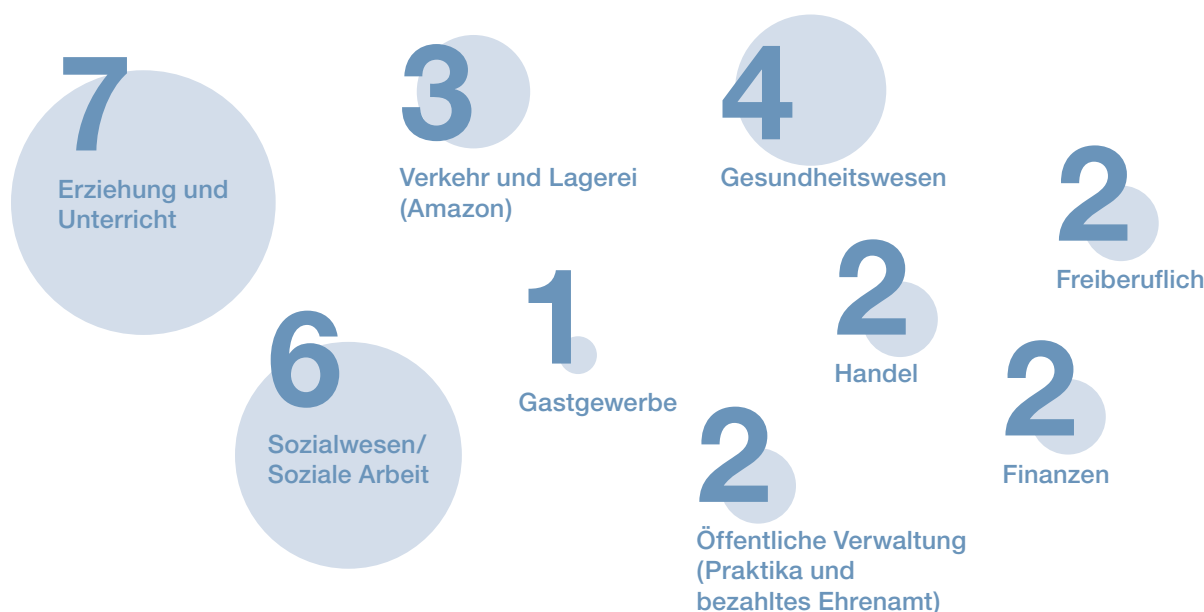 7
Erziehung und
Unterricht
3
Verkehr und Lagerei
(Amazon)
4
Gesundheitswesen
2
Freiberuflich
6
Sozialwesen/
Soziale Arbeit
1
Gastgewerbe
2
Handel
2
Finanzen
2
Öffentliche Verwaltung
(Praktika und
bezahltes Ehrenamt)